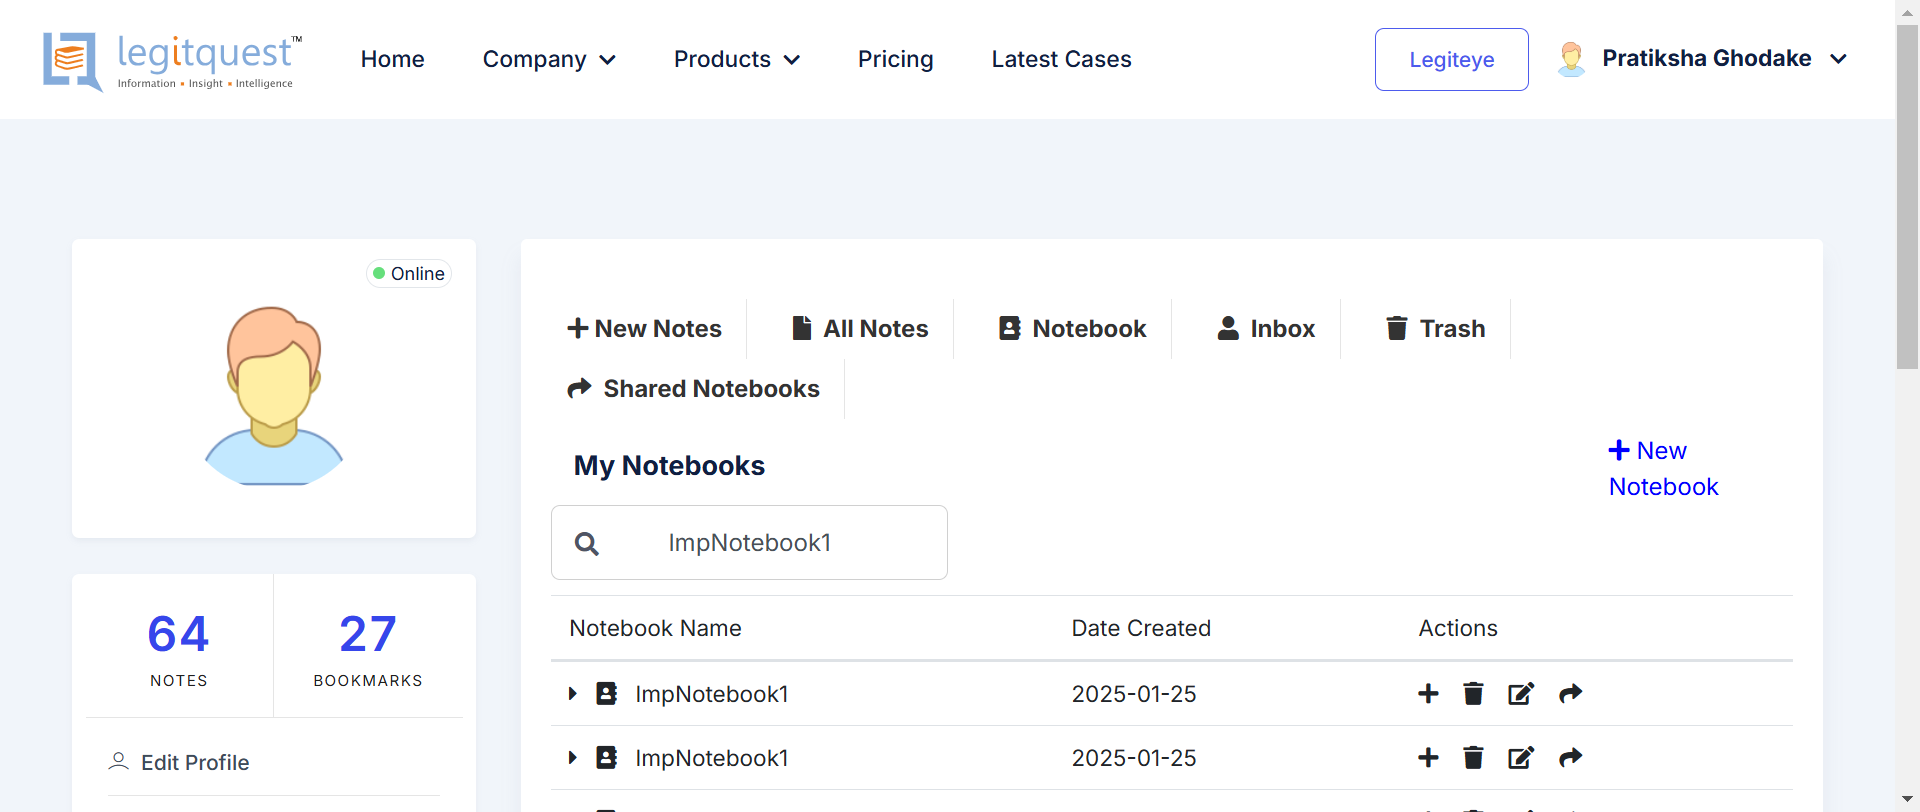 legitquest™
Information ▪ Insight ▪ Intelligence
Home
Company
Products
Pricing
Latest Cases
Legiteye
Pratiksha Ghodake
Online
64
NOTES
27
BOOKMARKS
Edit Profile
New Notes
All Notes
Notebook
Inbox
Trash
Shared Notebooks
My Notebooks
New
Notebook
ImpNotebook1
Notebook Name Date Created Actions
ImpNotebook1 2025-01-25
ImpNotebook1 2025-01-25